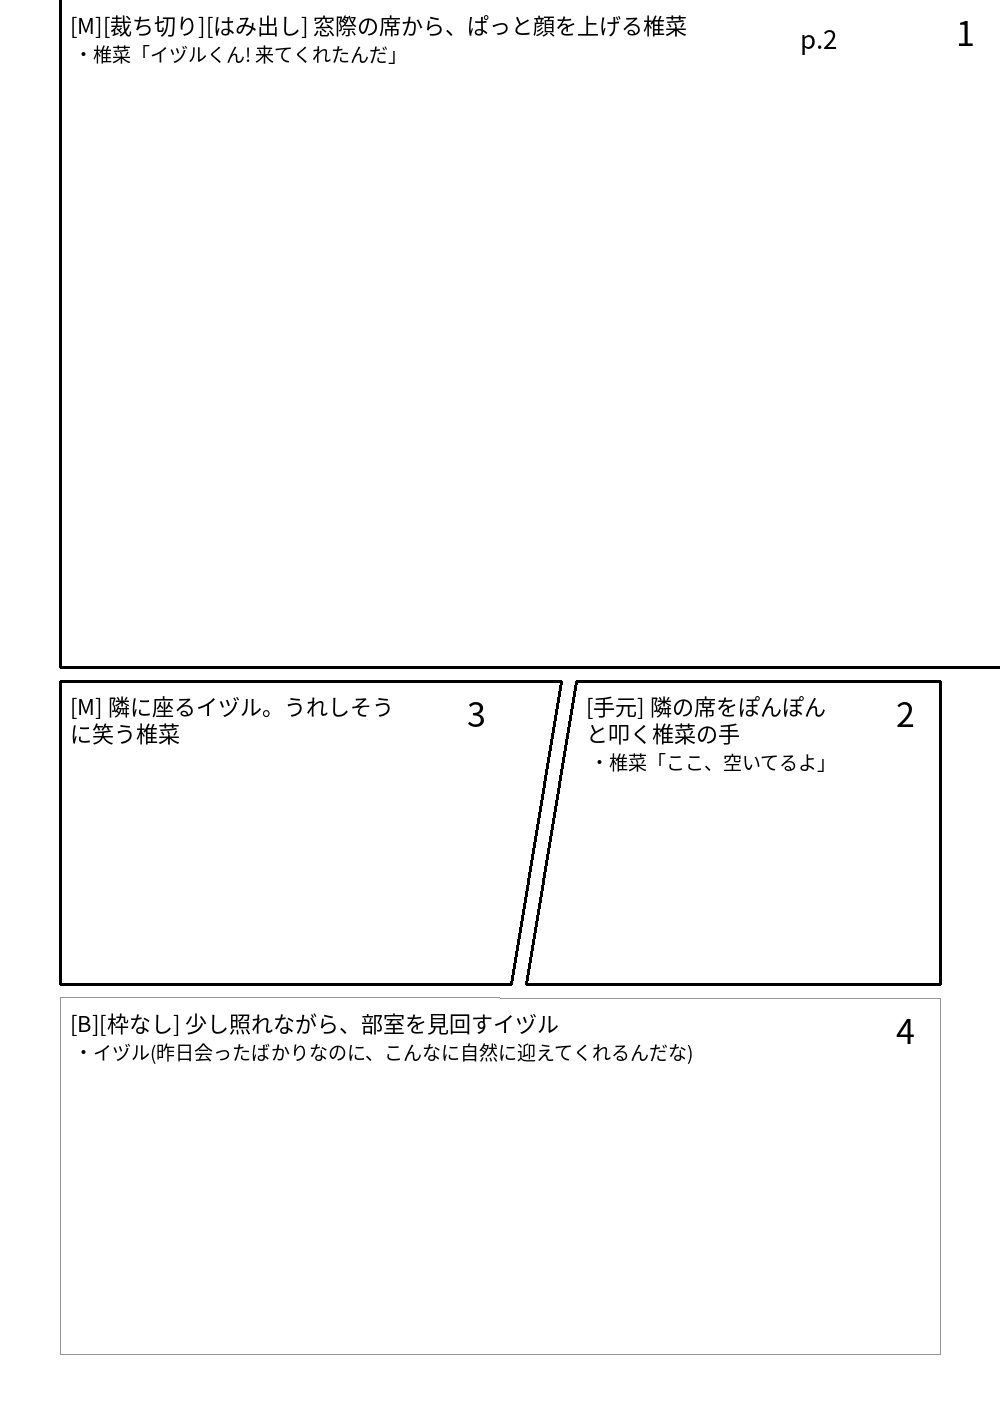 [M][裁ち切り][はみ出し] 窓際の席から、ぱっと顔を上げる椎菜
・椎菜「イヅルくん! 来てくれたんだ」
p.2
1
[手元] 隣の席をぽんぽん
と叩く椎菜の手
・椎菜「ここ、空いてるよ」
2
[M] 隣に座るイヅル。うれしそう
に笑う椎菜
3
[B][枠なし] 少し照れながら、部室を見回すイヅル
・イヅル(昨日会ったばかりなのに、こんなに自然に迎えてくれるんだな)
4